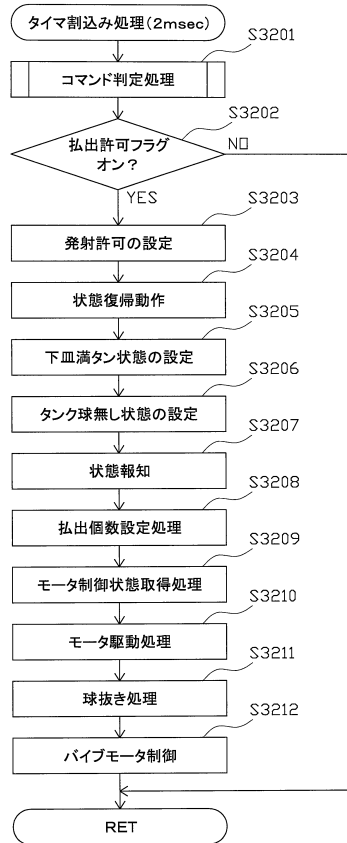 タイマ割込み処理(2msec)
S3201
コマンド判定処理
S3202
払出許可フラグ
オン?
NO
YES
S3203
発射許可の設定
S3204
状態復帰動作
S3205
下皿満タン状態の設定
S3206
タンク球無し状態の設定
S3207
状態報知
S3208
払出個数設定処理
S3209
モータ制御状態取得処理
S3210
モータ駆動処理
S3211
球抜き処理
S3212
バイブモータ制御
RET